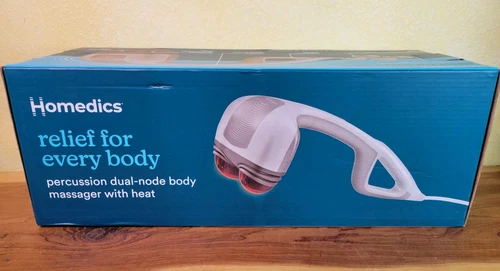 Homedics
relief for
every body
percussion dual-node body
massager with heat